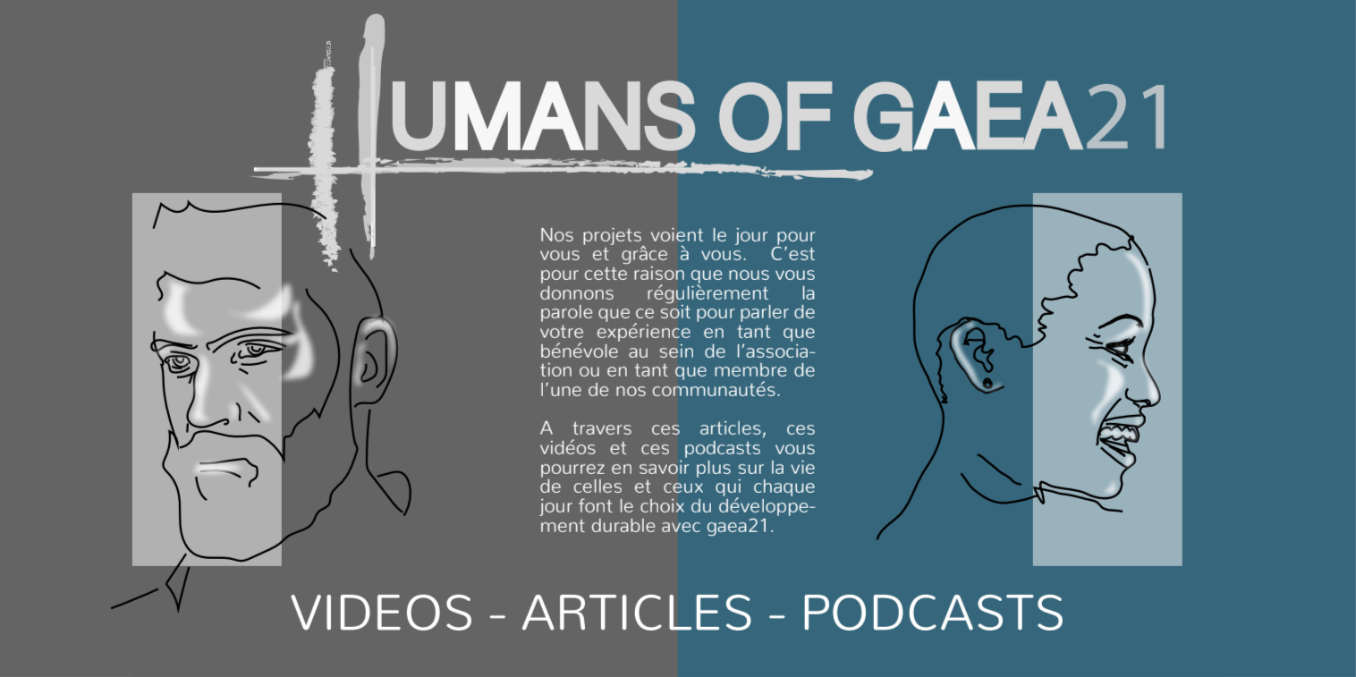 HUMANS OF GAEA21
Nos projets voient le jour pour
vous et grâce à vous. C'est
pour cette raison que nous vous
donnons régulièrement la
parole que ce soit pour parler de
votre expérience en tant que
bénévole au sein de l'associa-
tion ou en tant que membre de
l'une de nos communautés.
A travers ces articles, ces
vidéos et ces podcasts vous
pourrez en savoir plus sur la vie
de celles et ceux qui chaque
jour font le choix du développe-
ment durable avec gaea21.
VIDEOS - ARTICLES - PODCASTS